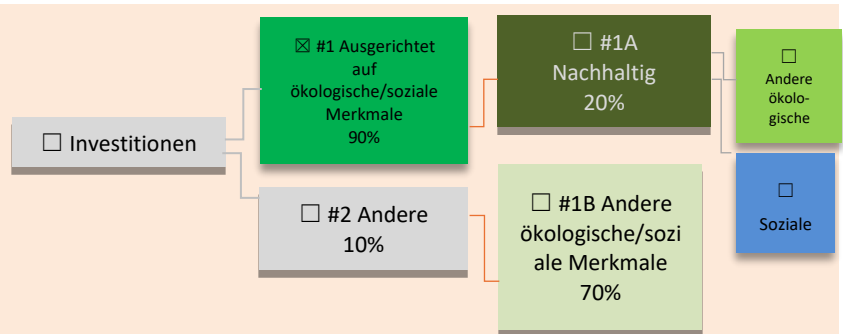 ☐ Investitionen
☒ #1 Ausgerichtet
auf
ökologische/soziale
Merkmale
90%
☐ #2 Andere
10%
☐ #1A
Nachhaltig
20%
☐ #1B Andere
ökologische/sozi
ale Merkmale
70%
☐
Andere
ökolo-
gische
☐
Soziale